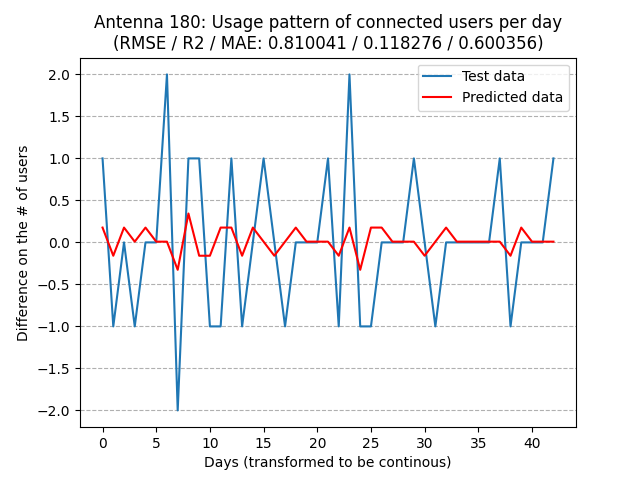 Antenna 180: Usage pattern of connected users per day
(RMSE / R2 / MAE: 0.810041 / 0.118276 / 0.600356)
Test data
Predicted data
2.0
1.5
1.0
0.5
0.0
−0.5
−1.0
−1.5
−2.0
Difference on the # of users
0 5 10 15 20 25 30 35 40
Days (transformed to be continous)